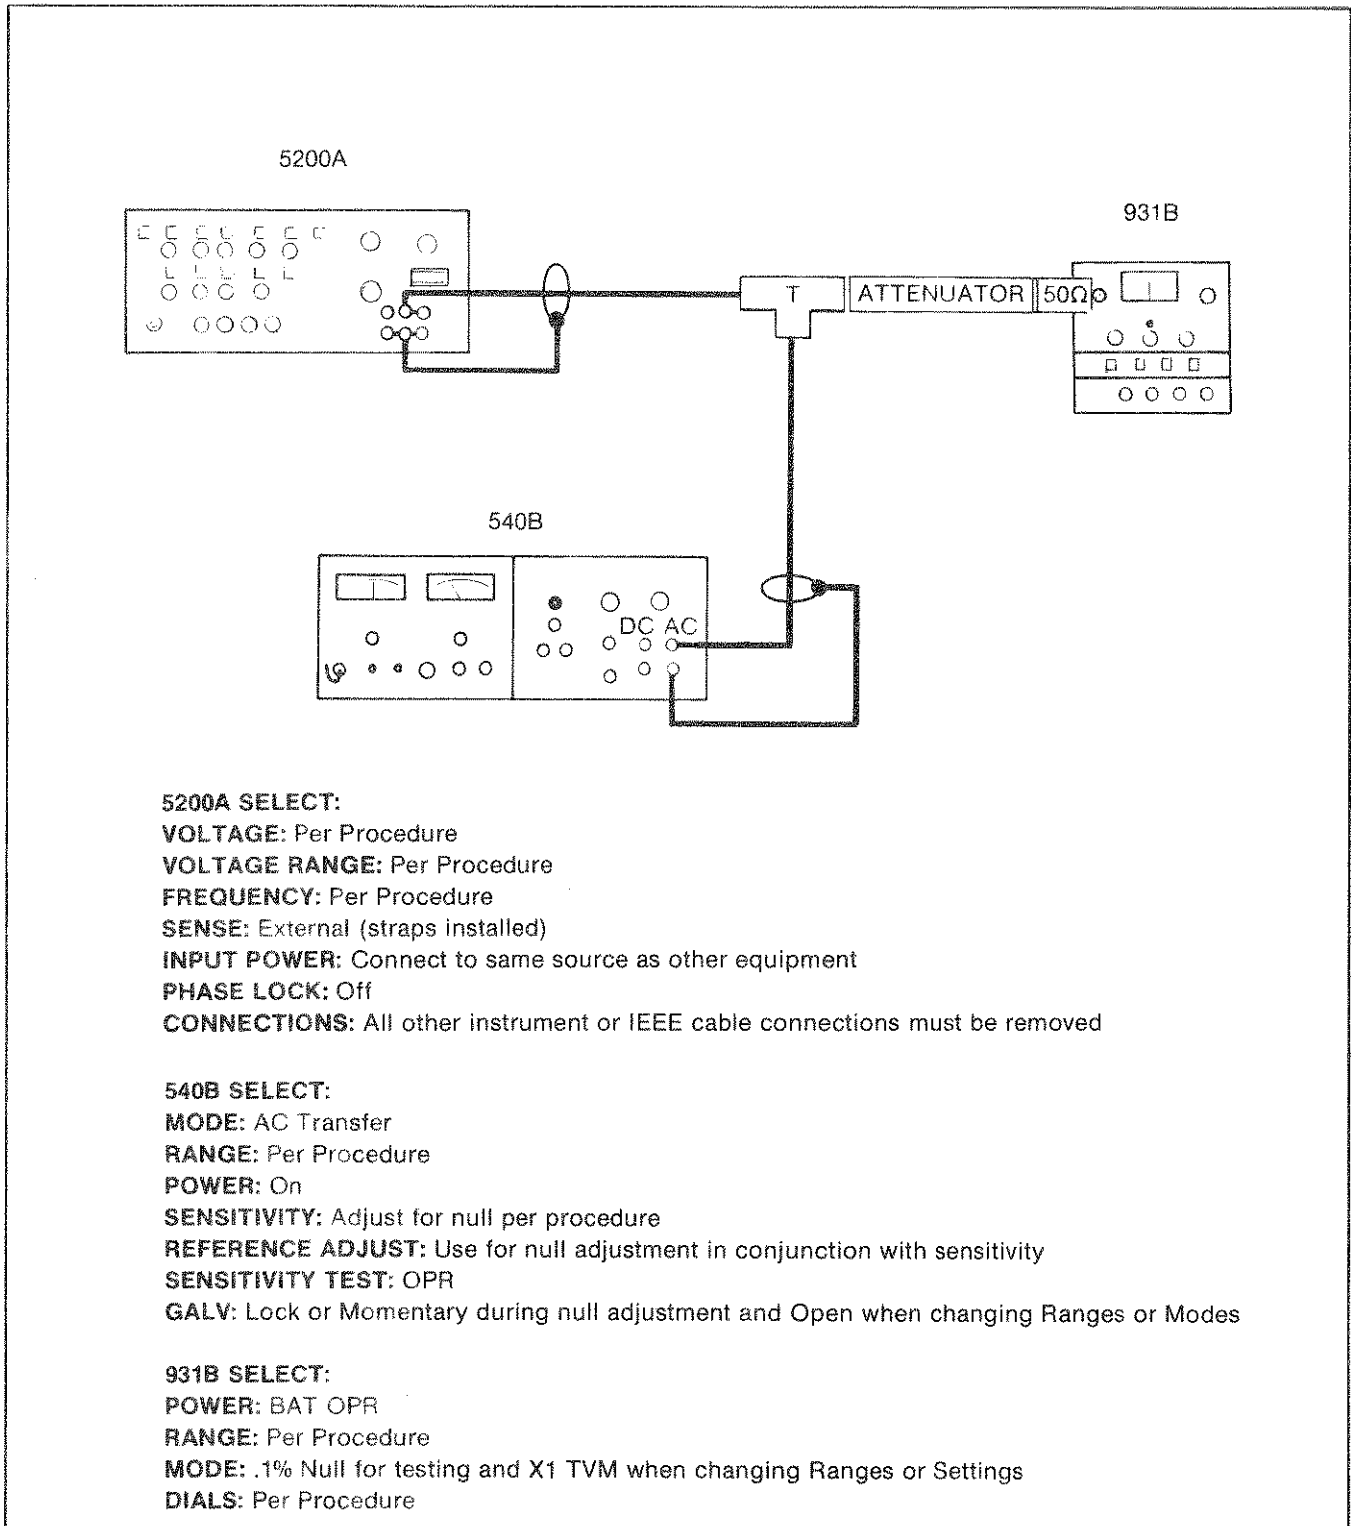 5200A
931B
T
ATTENUATOR
50Ω
540B
DC AC
5200A SELECT:
VOLTAGE: Per Procedure
VOLTAGE RANGE: Per Procedure
FREQUENCY: Per Procedure
SENSE: External (straps installed)
INPUT POWER: Connect to same source as other equipment
PHASE LOCK: Off
CONNECTIONS: All other instrument or IEEE cable connections must be removed
540B SELECT:
MODE: AC Transfer
RANGE: Per Procedure
POWER: On
SENSITIVITY: Adjust for null per procedure
REFERENCE ADJUST: Use for null adjustment in conjunction with sensitivity
SENSITIVITY TEST: OPR
GALV: Lock or Momentary during null adjustment and Open when changing Ranges or Modes
931B SELECT:
POWER: BAT OPR
RANGE: Per Procedure
MODE: .1% Null for testing and X1 TVM when changing Ranges or Settings
DIALS: Per Procedure